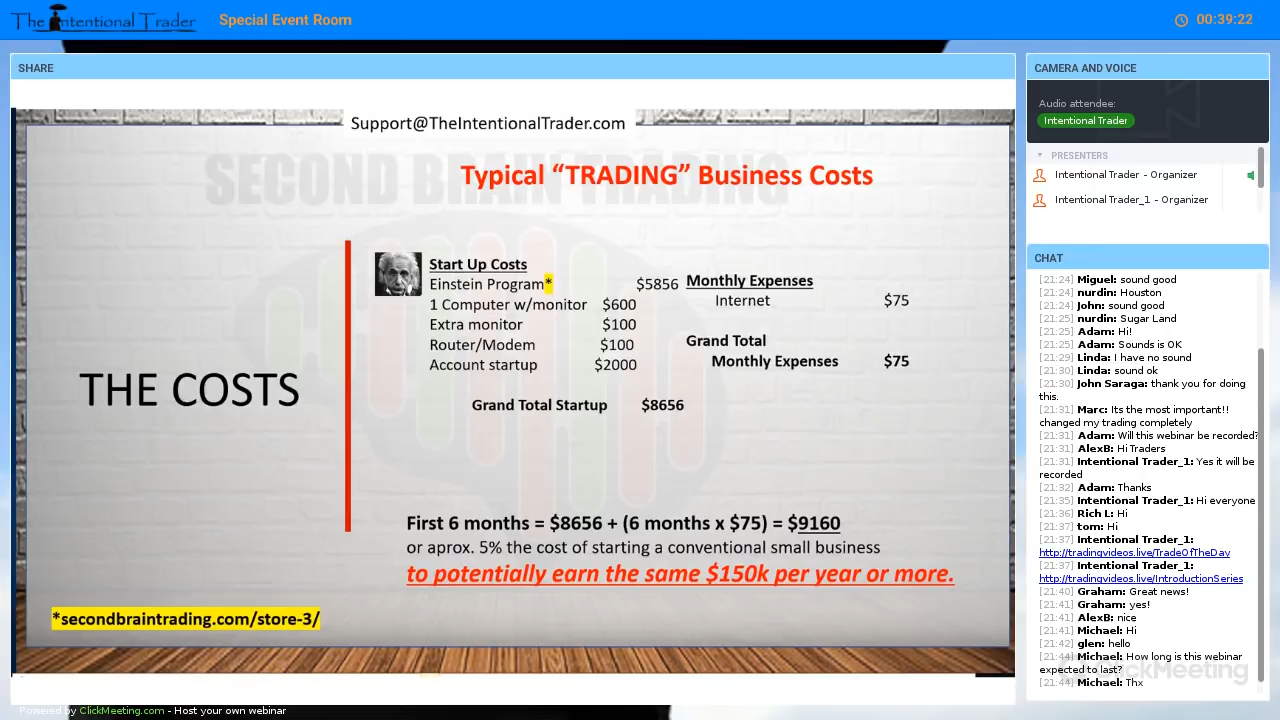 The Intentional Trader
Special Event Room
00:39:22
SHARE
Support@TheIntentionalTrader.com
SECOND BRAIN TRADING
Typical “TRADING” Business Costs
THE COSTS
Start Up Costs
Einstein Program* $5856
1 Computer w/monitor $600
Extra monitor $100
Router/Modem $100
Account startup $2000
Grand Total Startup $8656
Monthly Expenses
Internet $75
Grand Total
Monthly Expenses $75
First 6 months = $8656 + (6 months x $75) = $9160
or aprox. 5% the cost of starting a conventional small business
to potentially earn the same $150k per year or more.
*secondbraintrading.com/store-3/
CAMERA AND VOICE
Audio attendee:
Intentional Trader
PRESENTERS
Intentional Trader - Organizer
Intentional Trader_1 - Organizer
CHAT
[21:24] Miguel: sound good
[21:24] nurdin: Houston
[21:24] John: sound good
[21:25] nurdin: Sugar Land
[21:25] Adam: Hi!
[21:25] Adam: Sounds is OK
[21:29] Linda: I have no sound
[21:30] Linda: sound ok
[21:30] John Saraga: thank you for doing
this.
[21:31] Marc: Its the most important!!
changed my trading completely
[21:31] Adam: Will this webinar be recorded?
[21:31] AlexB: Hi Traders
[21:31] Intentional Trader_1: Yes it will be
recorded
[21:32] Adam: Thanks
[21:35] Intentional Trader_1: Hi everyone
[21:36] Rich L: Hi
[21:37] tom: Hi
[21:37] Intentional Trader_1:
http://tradingvideos.live/TradeOfTheDay
[21:37] Intentional Trader_1:
http://tradingvideos.live/IntroductionSeries
[21:40] Graham: Great news!
[21:41] Graham: yes!
[21:41] AlexB: nice
[21:41] Michael: Hi
[21:42] glen: hello
[21:44] Michael: How long is this webinar
expected to last?
[21:44] Michael: Thx
ClickMeeting
Powered by ClickMeeting.com - Host your own webinar